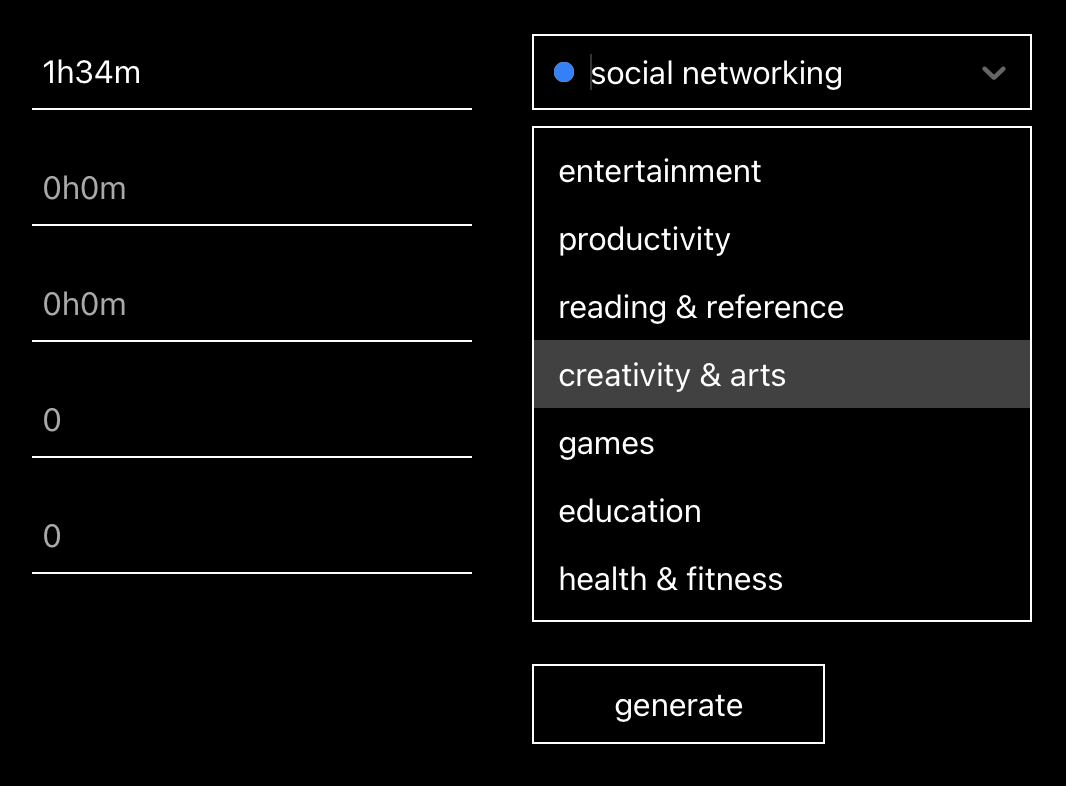 1h34m
0h0m
0h0m
0
0
social networking
entertainment
productivity
reading & reference
creativity & arts
games
education
health & fitness
generate